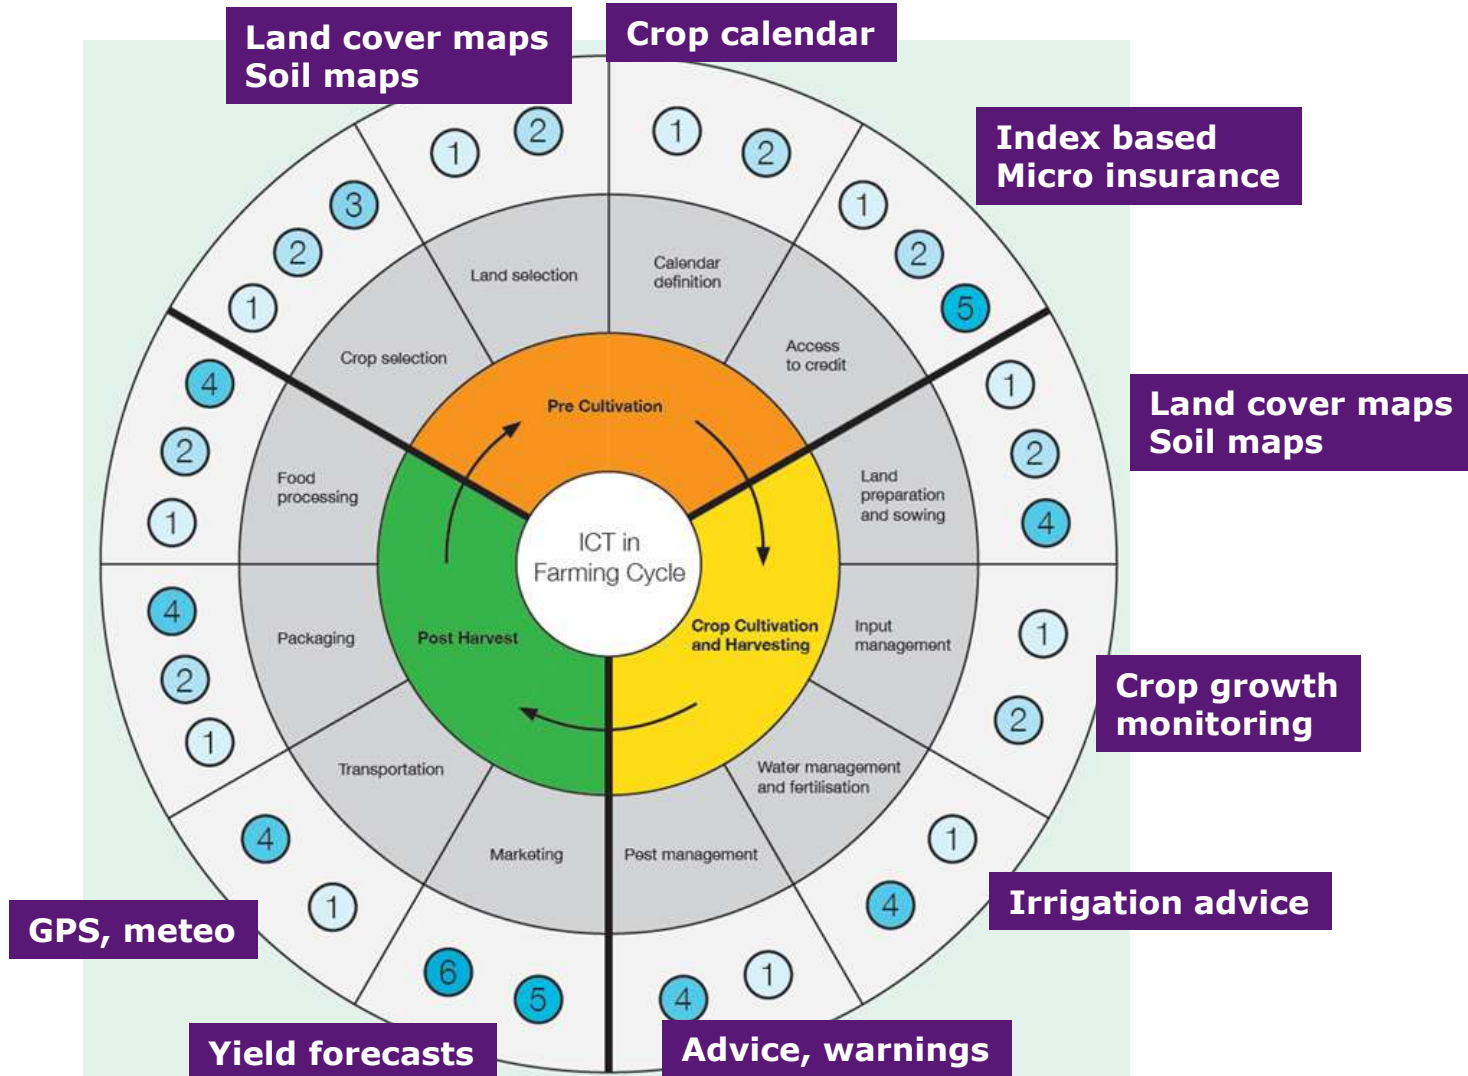 Land cover maps
Soil maps
Crop calendar
Index based
Micro insurance
1
2
1
2
3
2
1
1
2
5
Land selection
Calendar
definition
Crop selection
Access
to credit
Pre Cultivation
Land cover maps
Soil maps
4
2
1
Food
processing
Land
preparation
and sowing
1
2
4
ICT in
Farming Cycle
4
2
1
Packaging
Post Harvest
Crop Cultivation
and Harvesting
Input
management
1
2
Crop growth
monitoring
Transportation
Water management
and fertilisation
4
1
Marketing
Pest management
1
4
Irrigation advice
GPS, meteo
6
5
4
1
Yield forecasts
Advice, warnings